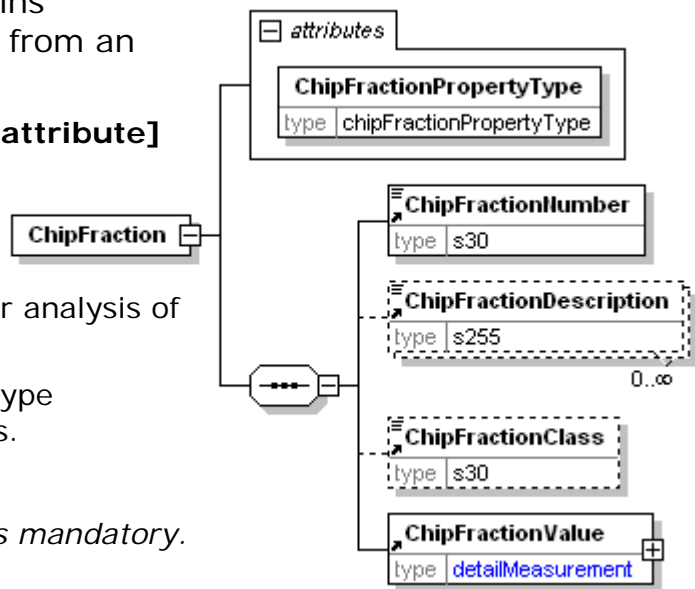 ins
from an
attribute]
r analysis of
ype
s.
s mandatory.
attributes
ChipFractionPropertyType
type chipFractionPropertyType
ChipFraction
ChipFractionNumber
type s30
ChipFractionDescription
type s255
0..∞
ChipFractionClass
type s30
ChipFractionValue
type detailMeasurement